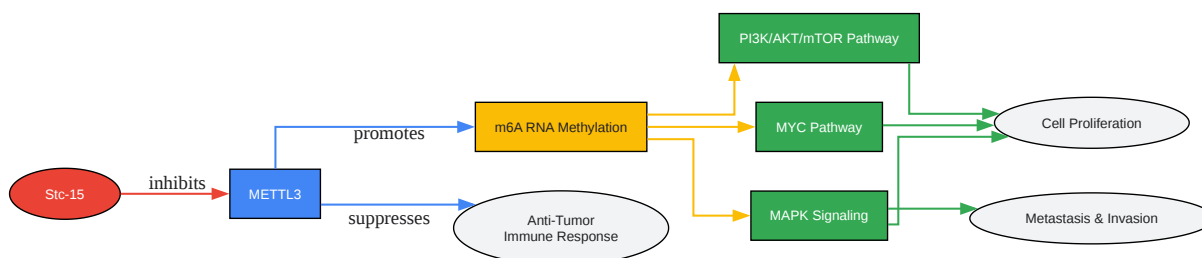 PI3K/AKT/mTOR Pathway
promotes
m6A RNA Methylation
MYC Pathway
Cell Proliferation
Stc-15
inhibits
METTL3
suppresses
Anti-Tumor
Immune Response
MAPK Signaling
Metastasis & Invasion